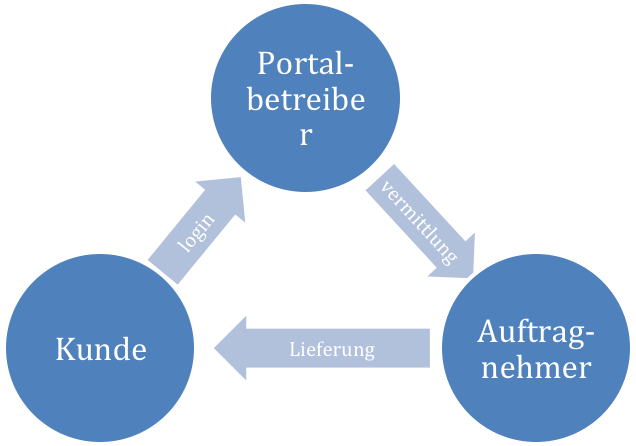 Portal-
betreibe
r
login
vermittlung
Kunde
Lieferung
Auftrag-
nehmer